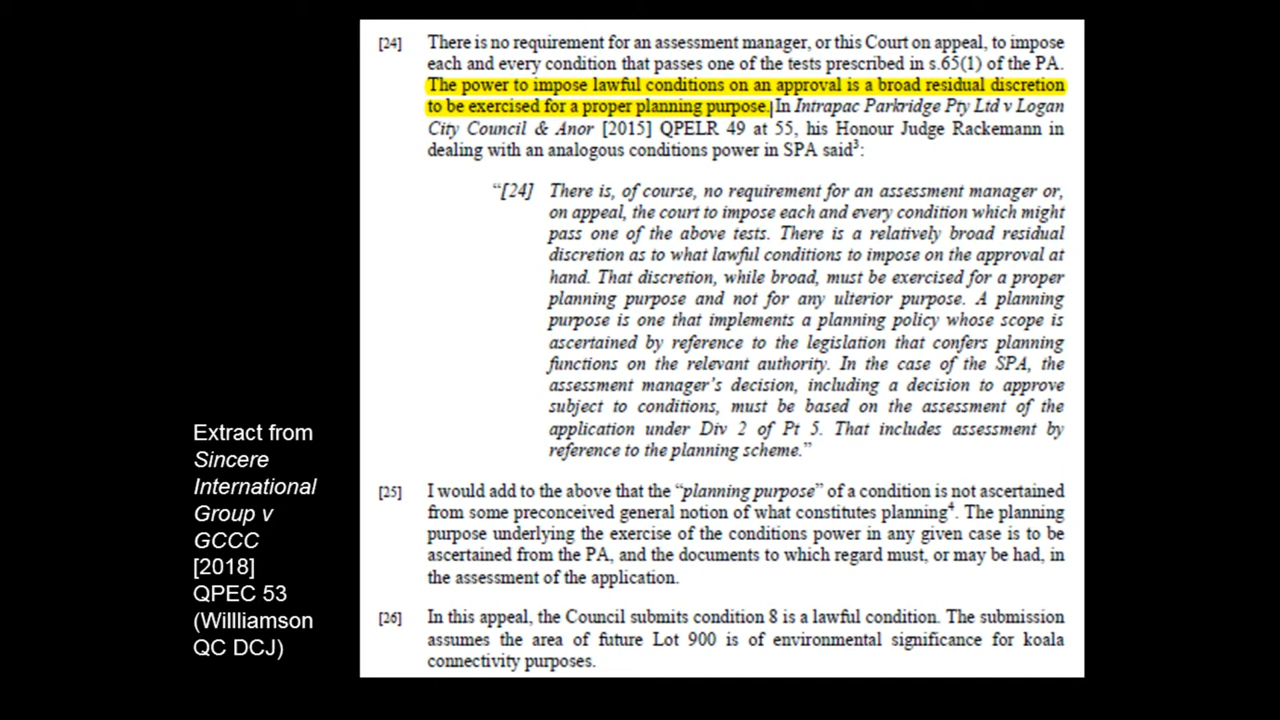 [24] There is no requirement for an assessment manager, or this Court on appeal, to impose
each and every condition that passes one of the tests prescribed in s.65(1) of the PA.
The power to impose lawful conditions on an approval is a broad residual discretion
to be exercised for a proper planning purpose. In Intrapac Parkridge Pty Ltd v Logan
City Council & Anor [2015] QPELR 49 at 55, his Honour Judge Rackemann in
dealing with an analogous conditions power in SPA said³:
“[24] There is, of course, no requirement for an assessment manager or,
on appeal, the court to impose each and every condition which might
pass one of the above tests. There is a relatively broad residual
discretion as to what lawful conditions to impose on the approval at
hand. That discretion, while broad, must be exercised for a proper
planning purpose and not for any ulterior purpose. A planning
purpose is one that implements a planning policy whose scope is
ascertained by reference to the legislation that confers planning
functions on the relevant authority. In the case of the SPA, the
assessment manager’s decision, including a decision to approve
subject to conditions, must be based on the assessment of the
application under Div 2 of Pt 5. That includes assessment by
reference to the planning scheme.”
[25] I would add to the above that the “planning purpose” of a condition is not ascertained
from some preconceived general notion of what constitutes planning⁴. The planning
purpose underlying the exercise of the conditions power in any given case is to be
ascertained from the PA, and the documents to which regard must, or may be had, in
the assessment of the application.
[26] In this appeal, the Council submits condition 8 is a lawful condition. The submission
assumes the area of future Lot 900 is of environmental significance for koala
connectivity purposes.
Extract from
Sincere
International
Group v
GCCC
[2018]
QPEC 53
(Willliamson
QC DCJ)